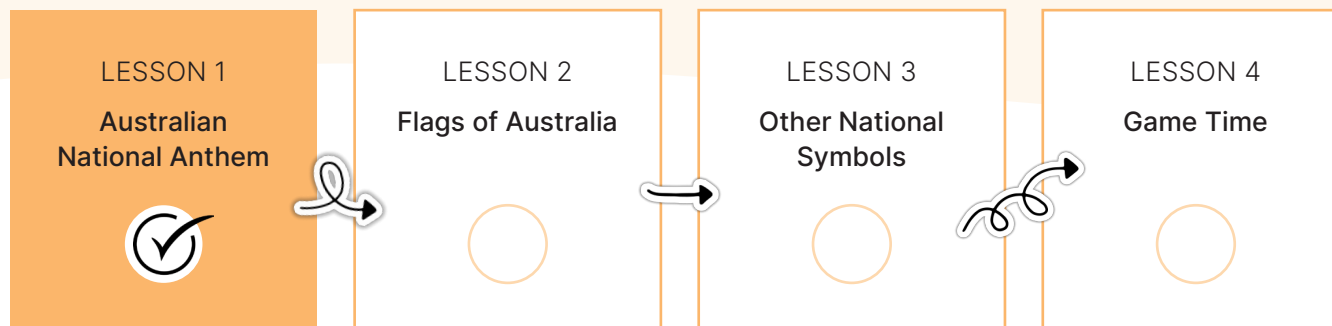 LESSON 1
Australian
National Anthem
LESSON 2
Flags of Australia
LESSON 3
Other National
Symbols
LESSON 4
Game Time